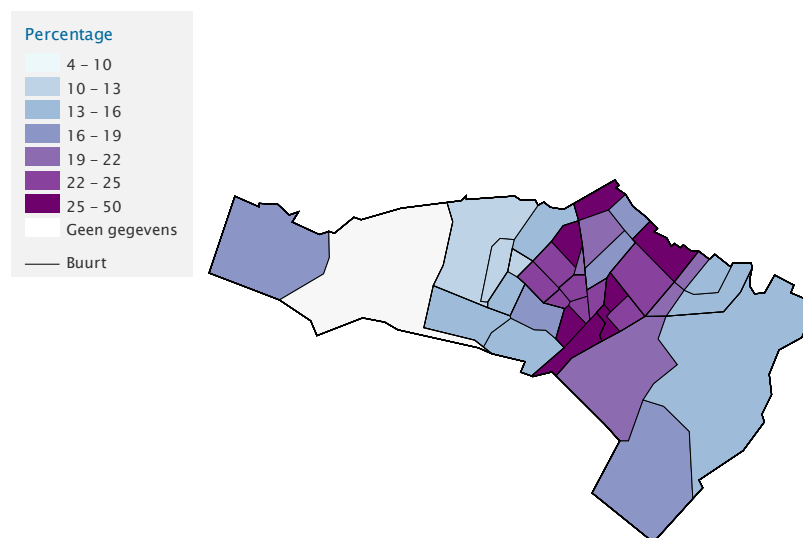 Percentage
4 – 10
10 – 13
13 – 16
16 – 19
19 – 22
22 – 25
25 – 50
Geen gegevens
Buurt